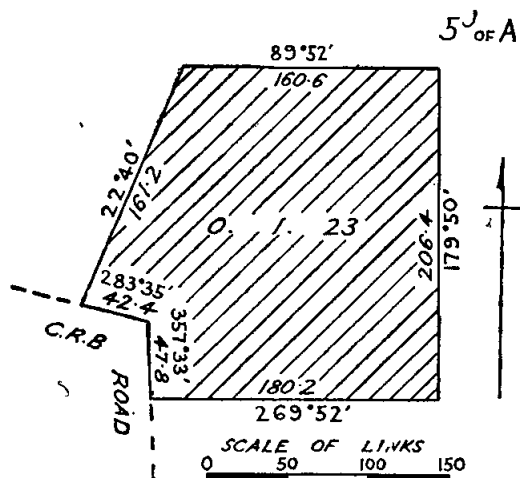 5ᴶ OF A
89°52'
160·6
22°40'
161·2
0. 1. 23
206·4
179°50'
283°35'
42·4
357°33'
47·8
C.R.B
ROAD
180·2
269°52'
SCALE OF LINKS
0 50 100 150